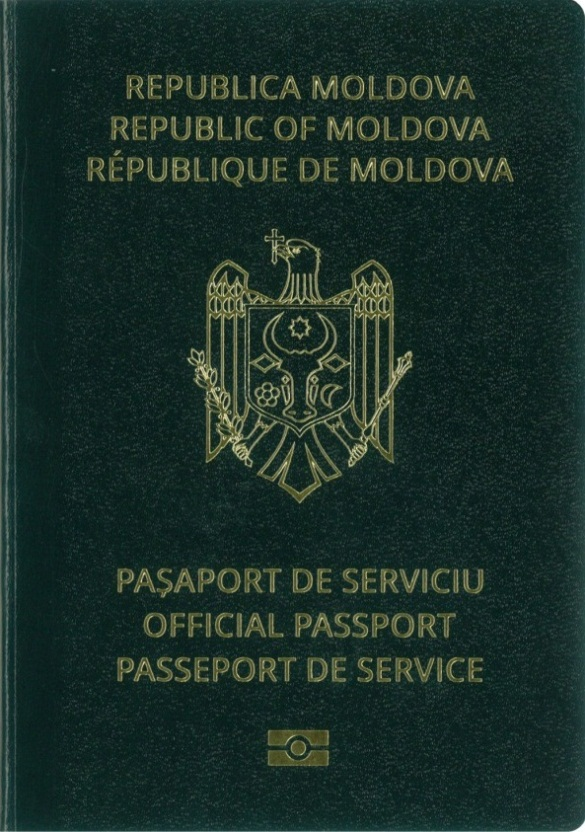 REPUBLICA MOLDOVA
REPUBLIC OF MOLDOVA
RÉPUBLIQUE DE MOLDOVA
PAȘAPORT DE SERVICIU
OFFICIAL PASSPORT
PASSEPORT DE SERVICE